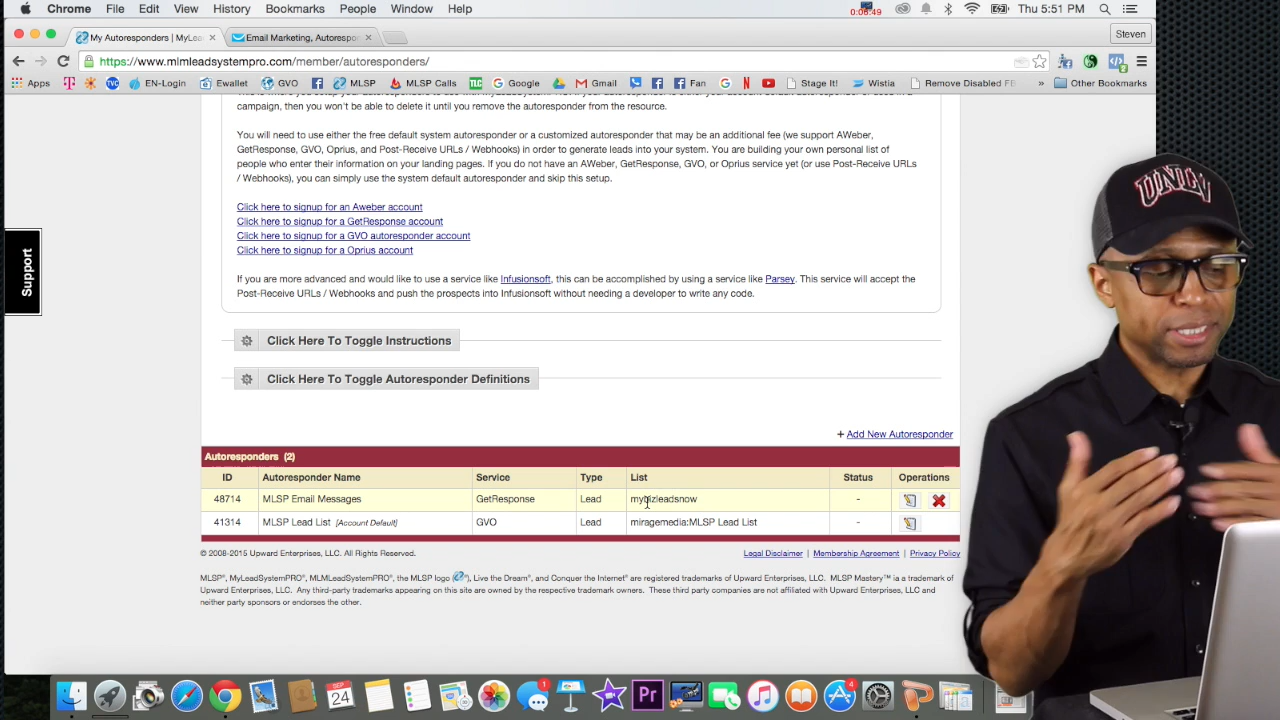 Chrome File Edit View History Bookmarks People Window Help
00:06:49
Thu 5:51 PM
My Autoresponders | MyLea
Email Marketing, Autorespo
Steven
https://www.mlmleadsystempro.com/member/autoresponders/
Apps EN-Login Ewallet GVO MLSP MLSP Calls Google Gmail Fan Stage It! Wistia Remove Disabled FB » Other Bookmarks
campaign, then you won't be able to delete it until you remove the autoresponder from the resource.
You will need to use either the free default system autoresponder or a customized autoresponder that may be an additional fee (we support AWeber,
GetResponse, GVO, Oprius, and Post-Receive URLs / Webhooks) in order to generate leads into your system. You are building your own personal list of
people who enter their information on your landing pages. If you do not have an AWeber, GetResponse, GVO, or Oprius service yet (or use Post-Receive URLs
/ Webhooks), you can simply use the system default autoresponder and skip this setup.
Click here to signup for an Aweber account
Click here to signup for a GetResponse account
Click here to signup for a GVO autoresponder account
Click here to signup for a Oprius account
Support
If you are more advanced and would like to use a service like Infusionsoft, this can be accomplished by using a service like Parsey. This service will accept the
Post-Receive URLs / Webhooks and push the prospects into Infusionsoft without needing a developer to write any code.
Click Here To Toggle Instructions
Click Here To Toggle Autoresponder Definitions
+ Add New Autoresponder
Autoresponders (2)
ID Autoresponder Name Service Type List Status Operations
48714 MLSP Email Messages GetResponse Lead mybizleadsnow -
41314 MLSP Lead List [Account Default] GVO Lead miragemedia:MLSP Lead List -
© 2008-2015 Upward Enterprises, LLC. All Rights Reserved. Legal Disclaimer | Membership Agreement | Privacy Policy
MLSP®, MyLeadSystemPRO®, MLMLeadSystemPRO®, the MLSP logo (®), Live the Dream®, and Conquer the Internet® are registered trademarks of Upward Enterprises, LLC. MLSP Mastery™ is a trademark of
Upward Enterprises, LLC. Any third-party trademarks appearing on this site are owned by the respective trademark owners. These third party companies are not affiliated with Upward Enterprises, LLC and
neither party sponsors or endorses the other.
UNLV
SEP
24
1
Pr
4